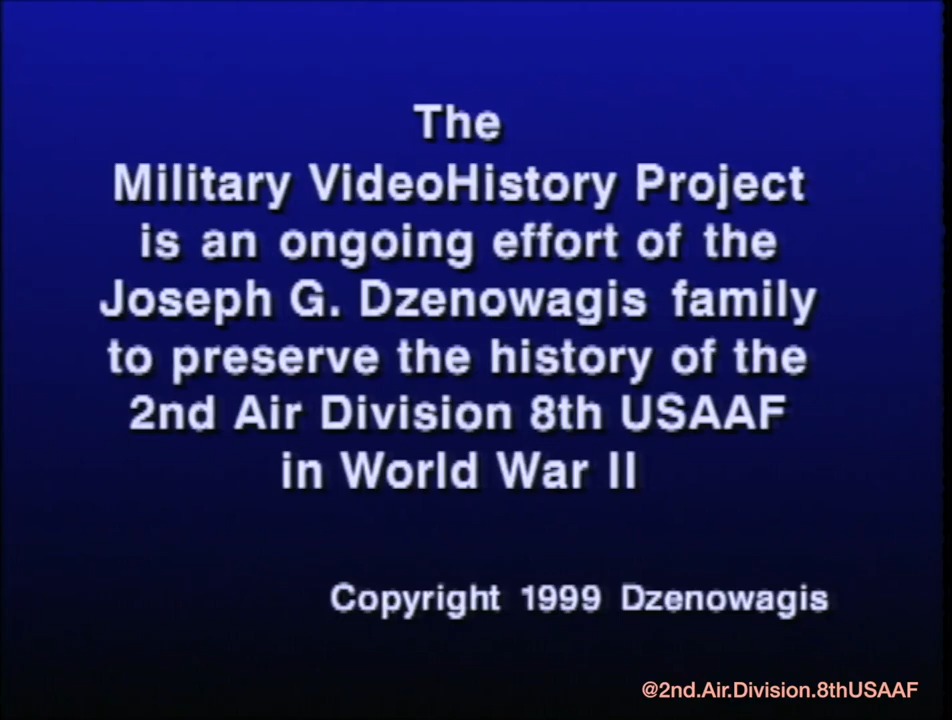 The
Military VideoHistory Project
is an ongoing effort of the
Joseph G. Dzenowagis family
to preserve the history of the
2nd Air Division 8th USAAF
in World War II
Copyright 1999 Dzenowagis
@2nd.Air.Division.8thUSAAF